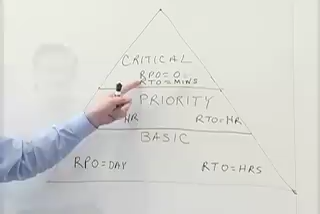 CRITICAL
RPO=0
RTO=MINS
PRIORITY
HR RTO=HR
BASIC
RPO=DAY RTO=HRS